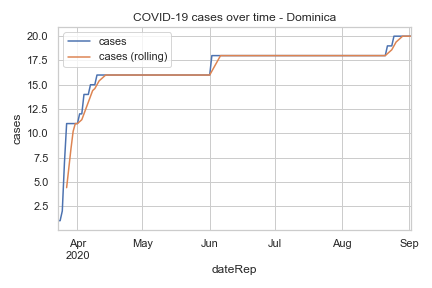 COVID-19 cases over time - Dominica
cases
cases (rolling)
20.0
17.5
15.0
12.5
10.0
7.5
5.0
2.5
cases
Apr
2020
May
Jun
Jul
Aug
Sep
dateRep